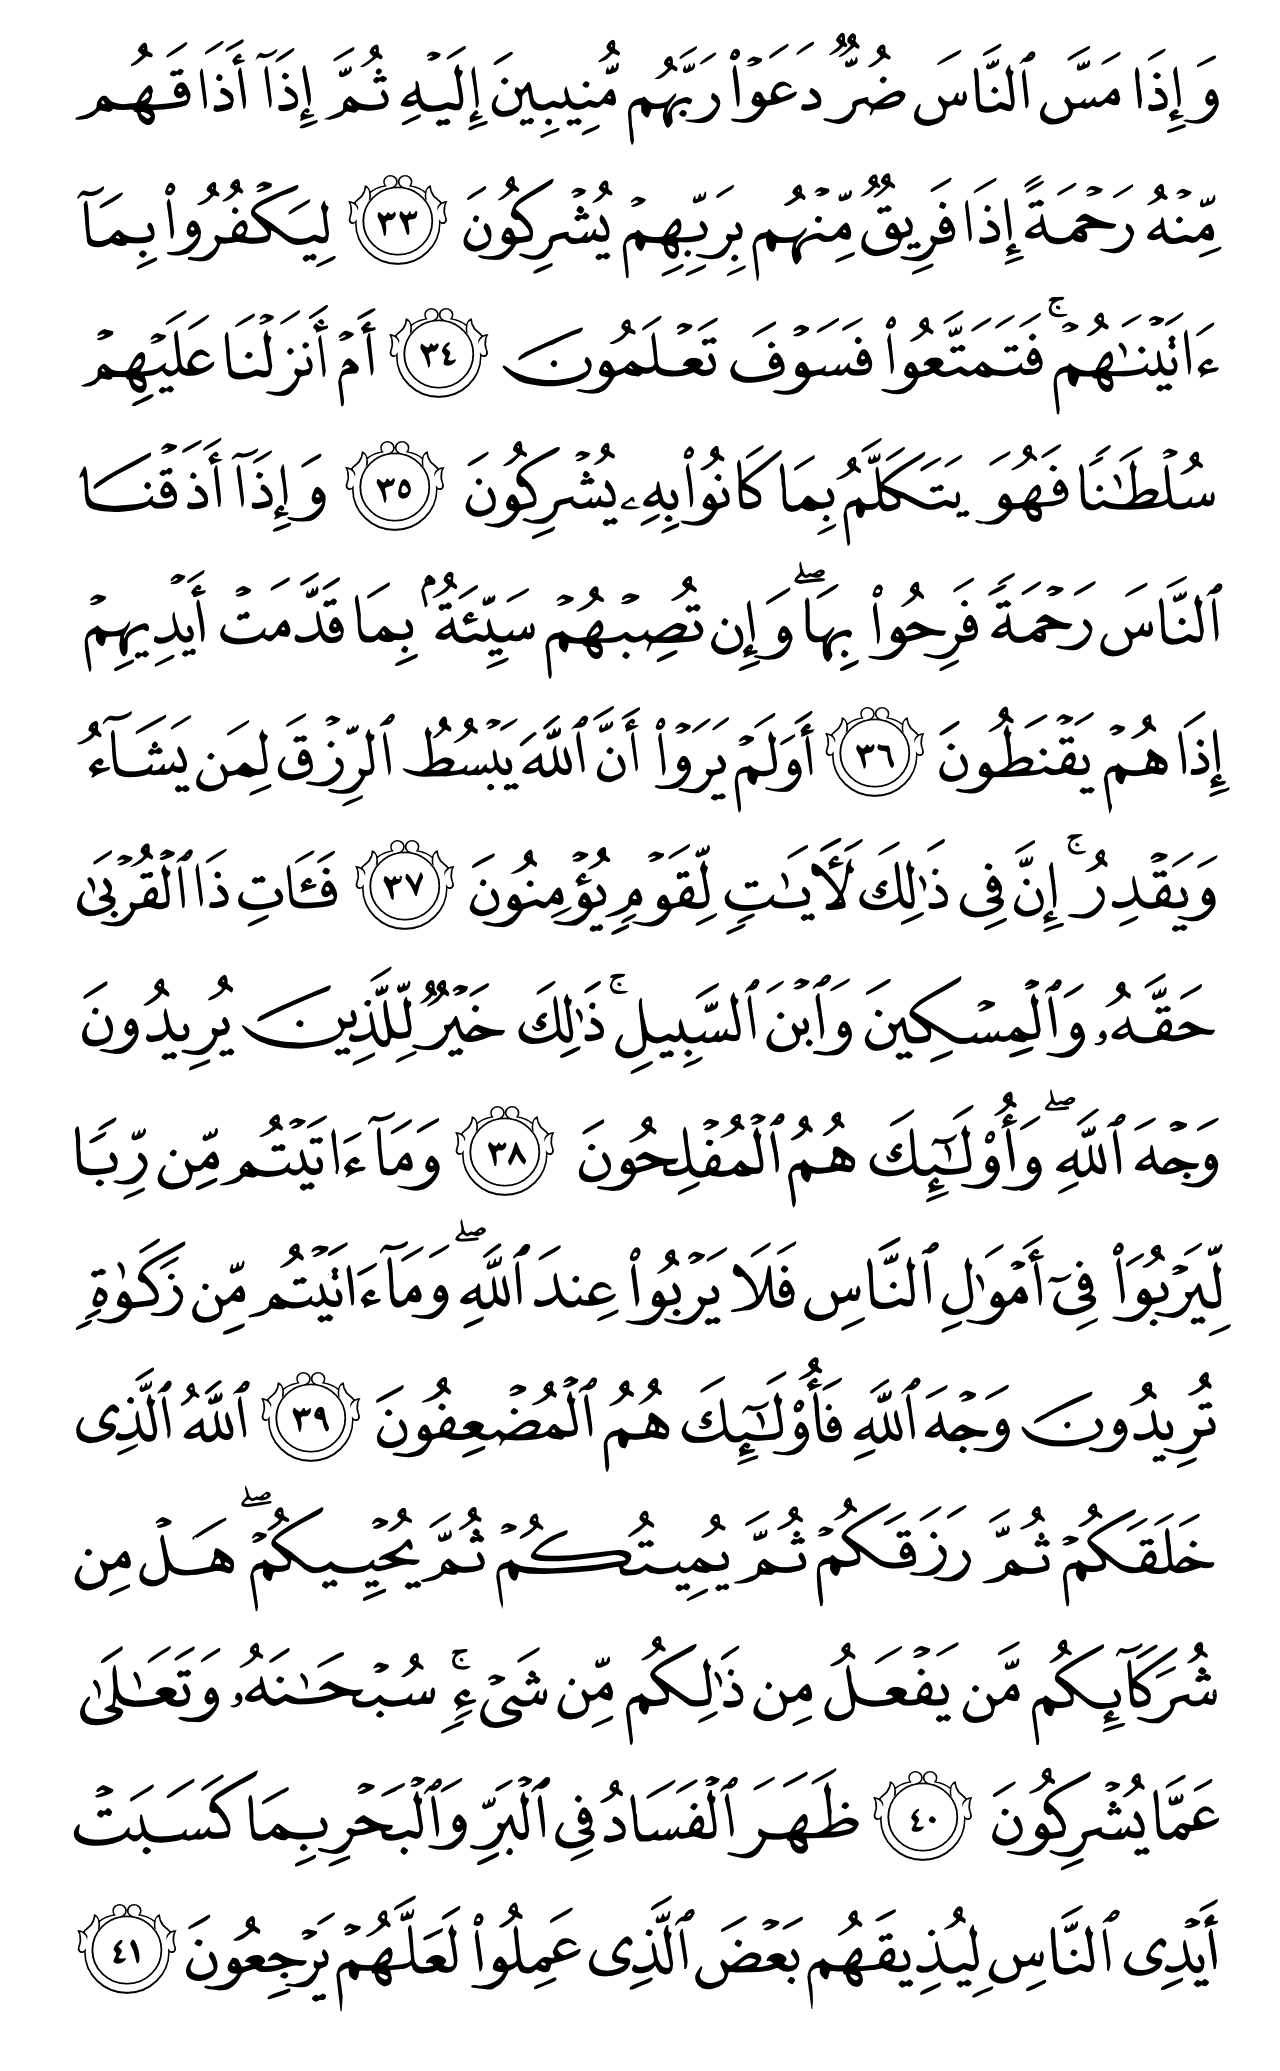 وَإِذَا مَسَّ ٱلنَّاسَ ضُرٌّ دَعَوْا۟ رَبَّهُم مُّنِيبِينَ إِلَيْهِ ثُمَّ إِذَآ أَذَاقَهُم
مِّنْهُ رَحْمَةً إِذَا فَرِيقٌ مِّنْهُم بِرَبِّهِمْ يُشْرِكُونَ ٣٣ لِيَكْفُرُوا۟ بِمَآ
ءَاتَيْنَـٰهُمْ ۚ فَتَمَتَّعُوا۟ فَسَوْفَ تَعْلَمُونَ ٣٤ أَمْ أَنزَلْنَا عَلَيْهِمْ
سُلْطَـٰنًا فَهُوَ يَتَكَلَّمُ بِمَا كَانُوا۟ بِهِۦ يُشْرِكُونَ ٣٥ وَإِذَآ أَذَقْنَا
ٱلنَّاسَ رَحْمَةً فَرِحُوا۟ بِهَا ۖ وَإِن تُصِبْهُمْ سَيِّئَةٌۢ بِمَا قَدَّمَتْ أَيْدِيهِمْ
إِذَا هُمْ يَقْنَطُونَ ٣٦ أَوَلَمْ يَرَوْا۟ أَنَّ ٱللَّهَ يَبْسُطُ ٱلرِّزْقَ لِمَن يَشَآءُ
وَيَقْدِرُ ۚ إِنَّ فِى ذَٰلِكَ لَـَٔايَـٰتٍ لِّقَوْمٍ يُؤْمِنُونَ ٣٧ فَـَٔاتِ ذَا ٱلْقُرْبَىٰ
حَقَّهُۥ وَٱلْمِسْكِينَ وَٱبْنَ ٱلسَّبِيلِ ۚ ذَٰلِكَ خَيْرٌ لِّلَّذِينَ يُرِيدُونَ
وَجْهَ ٱللَّهِ ۖ وَأُو۟لَـٰٓئِكَ هُمُ ٱلْمُفْلِحُونَ ٣٨ وَمَآ ءَاتَيْتُم مِّن رِّبًا
لِّيَرْبُوَا۟ فِىٓ أَمْوَٰلِ ٱلنَّاسِ فَلَا يَرْبُوا۟ عِندَ ٱللَّهِ ۖ وَمَآ ءَاتَيْتُم مِّن زَكَوٰةٍ
تُرِيدُونَ وَجْهَ ٱللَّهِ فَأُو۟لَـٰٓئِكَ هُمُ ٱلْمُضْعِفُونَ ٣٩ ٱللَّهُ ٱلَّذِى
خَلَقَكُمْ ثُمَّ رَزَقَكُمْ ثُمَّ يُمِيتُكُمْ ثُمَّ يُحْيِيكُمْ ۖ هَلْ مِن
شُرَكَآئِكُم مَّن يَفْعَلُ مِن ذَٰلِكُم مِّن شَىْءٍ ۚ سُبْحَـٰنَهُۥ وَتَعَـٰلَىٰ
عَمَّا يُشْرِكُونَ ٤٠ ظَهَرَ ٱلْفَسَادُ فِى ٱلْبَرِّ وَٱلْبَحْرِ بِمَا كَسَبَتْ
أَيْدِى ٱلنَّاسِ لِيُذِيقَهُم بَعْضَ ٱلَّذِى عَمِلُوا۟ لَعَلَّهُمْ يَرْجِعُونَ ٤١